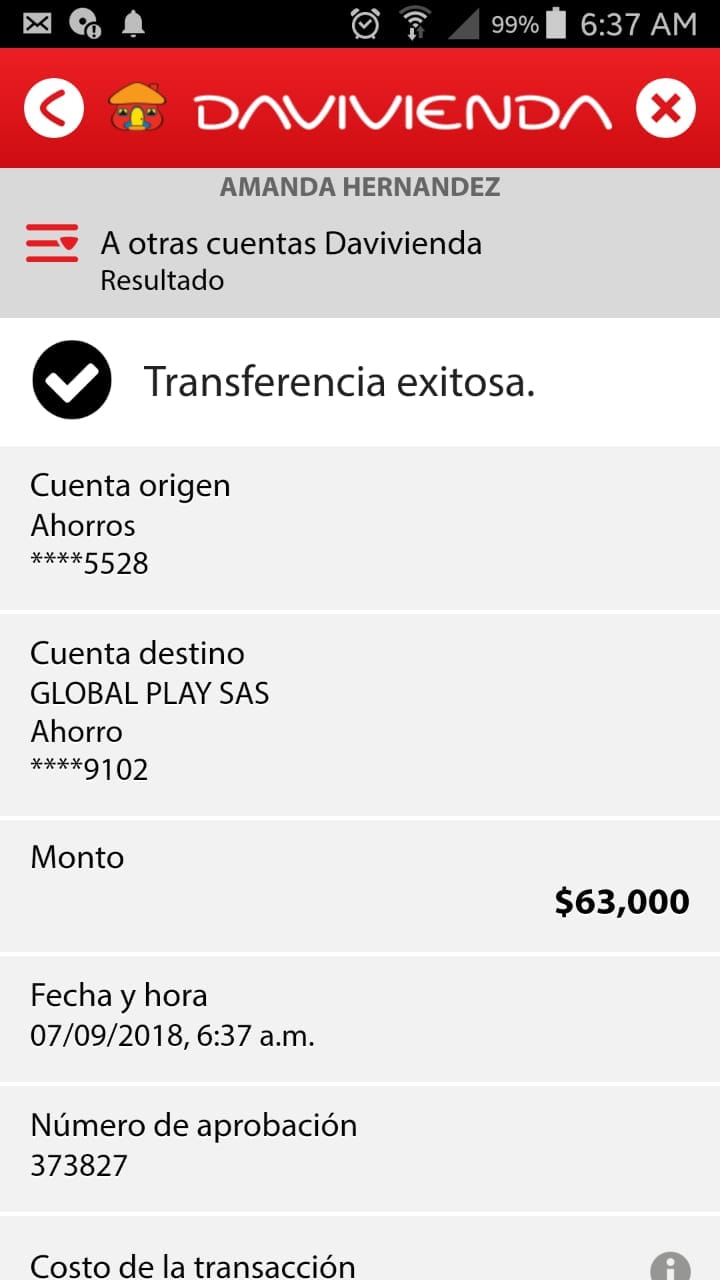 99% 6:37 AM
DAVIVIENDA
AMANDA HERNANDEZ
A otras cuentas Davivienda
Resultado
Transferencia exitosa.
Cuenta origen
Ahorros
****5528
Cuenta destino
GLOBAL PLAY SAS
Ahorro
****9102
Monto
$63,000
Fecha y hora
07/09/2018, 6:37 a.m.
Número de aprobación
373827
Costo de la transacción